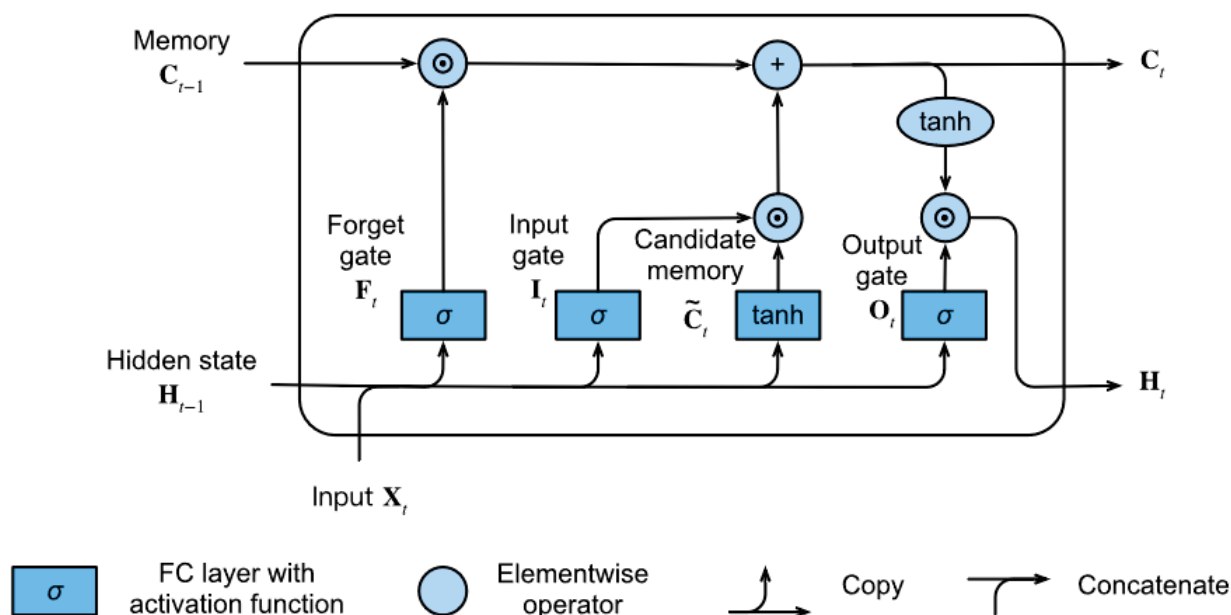 Memory
C_{t−1}
⊙
+
C_t
tanh
Forget
gate
F_t
Input
gate
I_t
⊙
Candidate
memory
C̃_t
Output
gate
O_t
⊙
σ
σ
tanh
σ
Hidden state
H_{t−1}
H_t
Input X_t
σ
FC layer with
activation function
Elementwise
operator
Copy
Concatenate